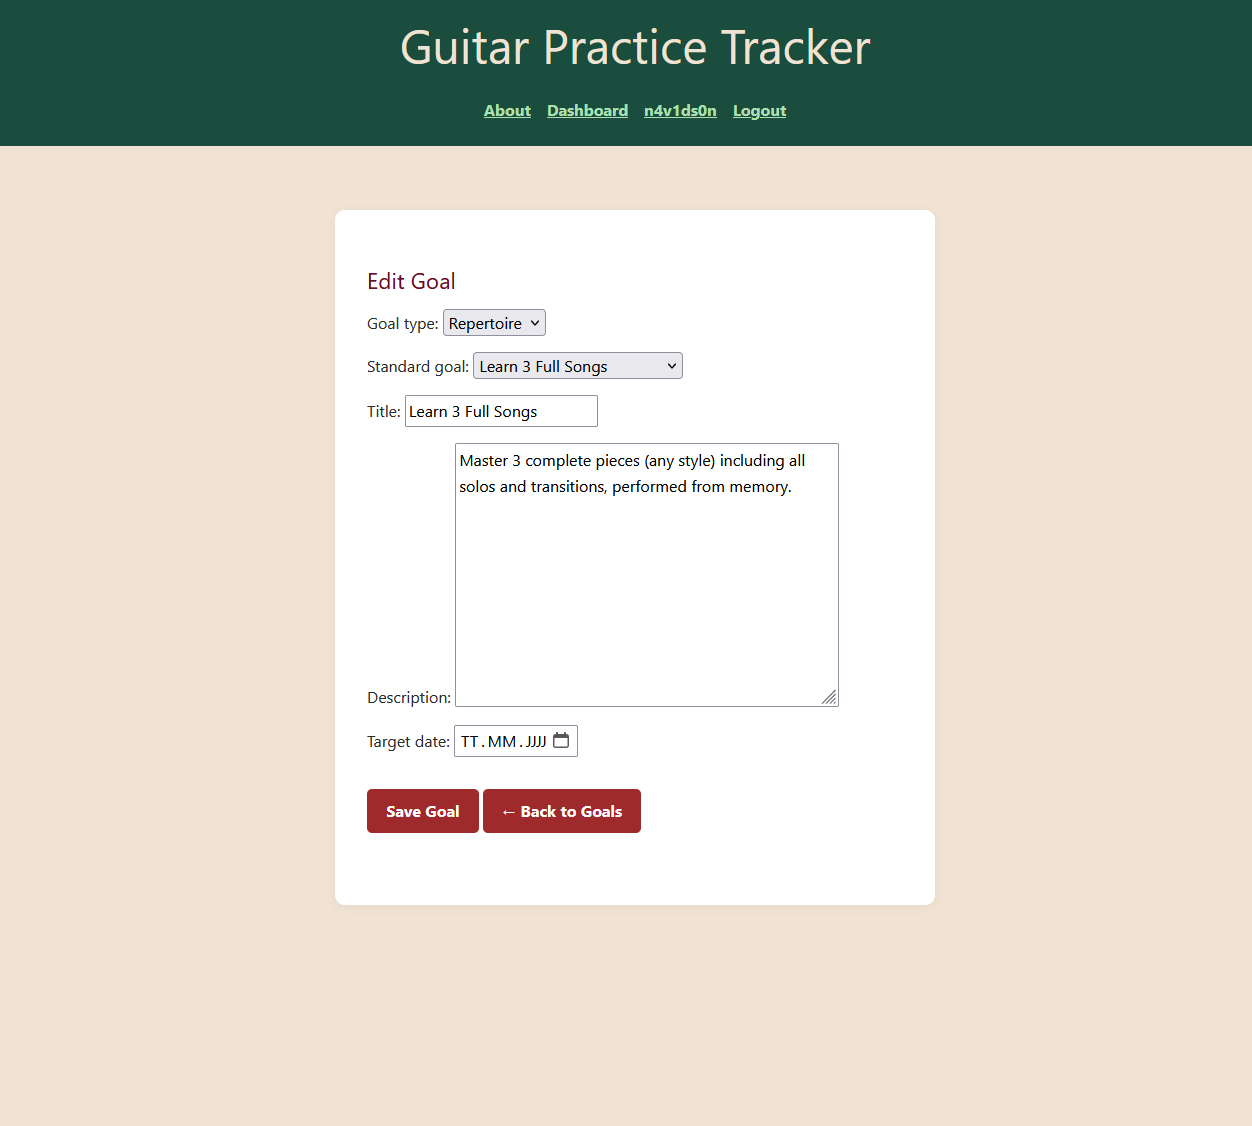 Guitar Practice Tracker
About Dashboard n4v1ds0n Logout
Edit Goal
Goal type: Repertoire
Standard goal: Learn 3 Full Songs
Title: Learn 3 Full Songs
Master 3 complete pieces (any style) including all
solos and transitions, performed from memory.
Description:
Target date: TT.MM.JJJJ
Save Goal ← Back to Goals